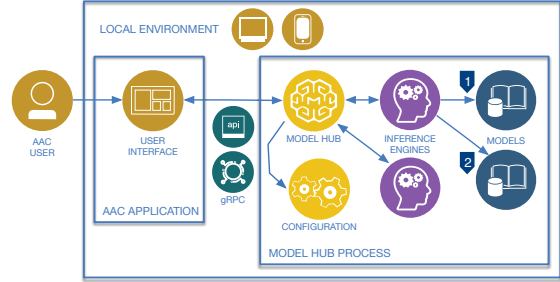 LOCAL ENVIRONMENT
1
AAC
USER
USER
INTERFACE
api
gRPC
MODEL HUB
INFERENCE
ENGINES
MODELS
2
CONFIGURATION
AAC APPLICATION
MODEL HUB PROCESS